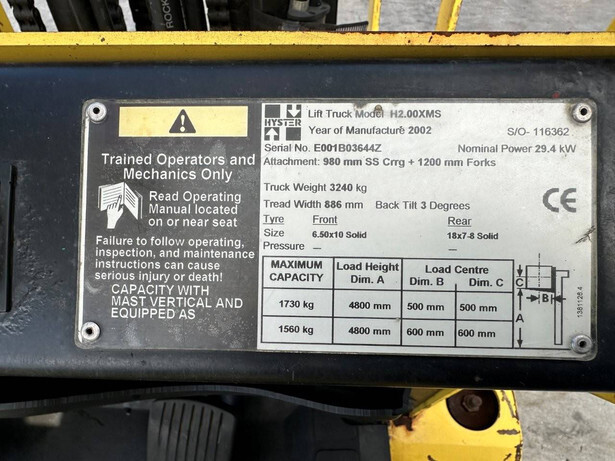 ROCK
Trained Operators and
Mechanics Only
Read Operating
Manual located
on or near seat
Failure to follow operating,
inspection, and maintenance
instructions can cause
serious injury or death!
CAPACITY WITH
MAST VERTICAL AND
EQUIPPED AS
HYSTER
Lift Truck Model H2.00XMS
Year of Manufacture 2002 S/O- 116362
Serial No. E001B03644Z Nominal Power 29.4 kW
Attachment: 980 mm SS Crrg + 1200 mm Forks
Truck Weight 3240 kg
Tread Width 886 mm Back Tilt 3 Degrees
Tyre Front Rear
Size 6.50x10 Solid 18x7-8 Solid
Pressure — —
CE
MAXIMUM CAPACITY Load Height Dim. A Load Centre Dim. B Dim. C
1730 kg 4800 mm 500 mm 500 mm
1560 kg 4800 mm 600 mm 600 mm
C
B
A